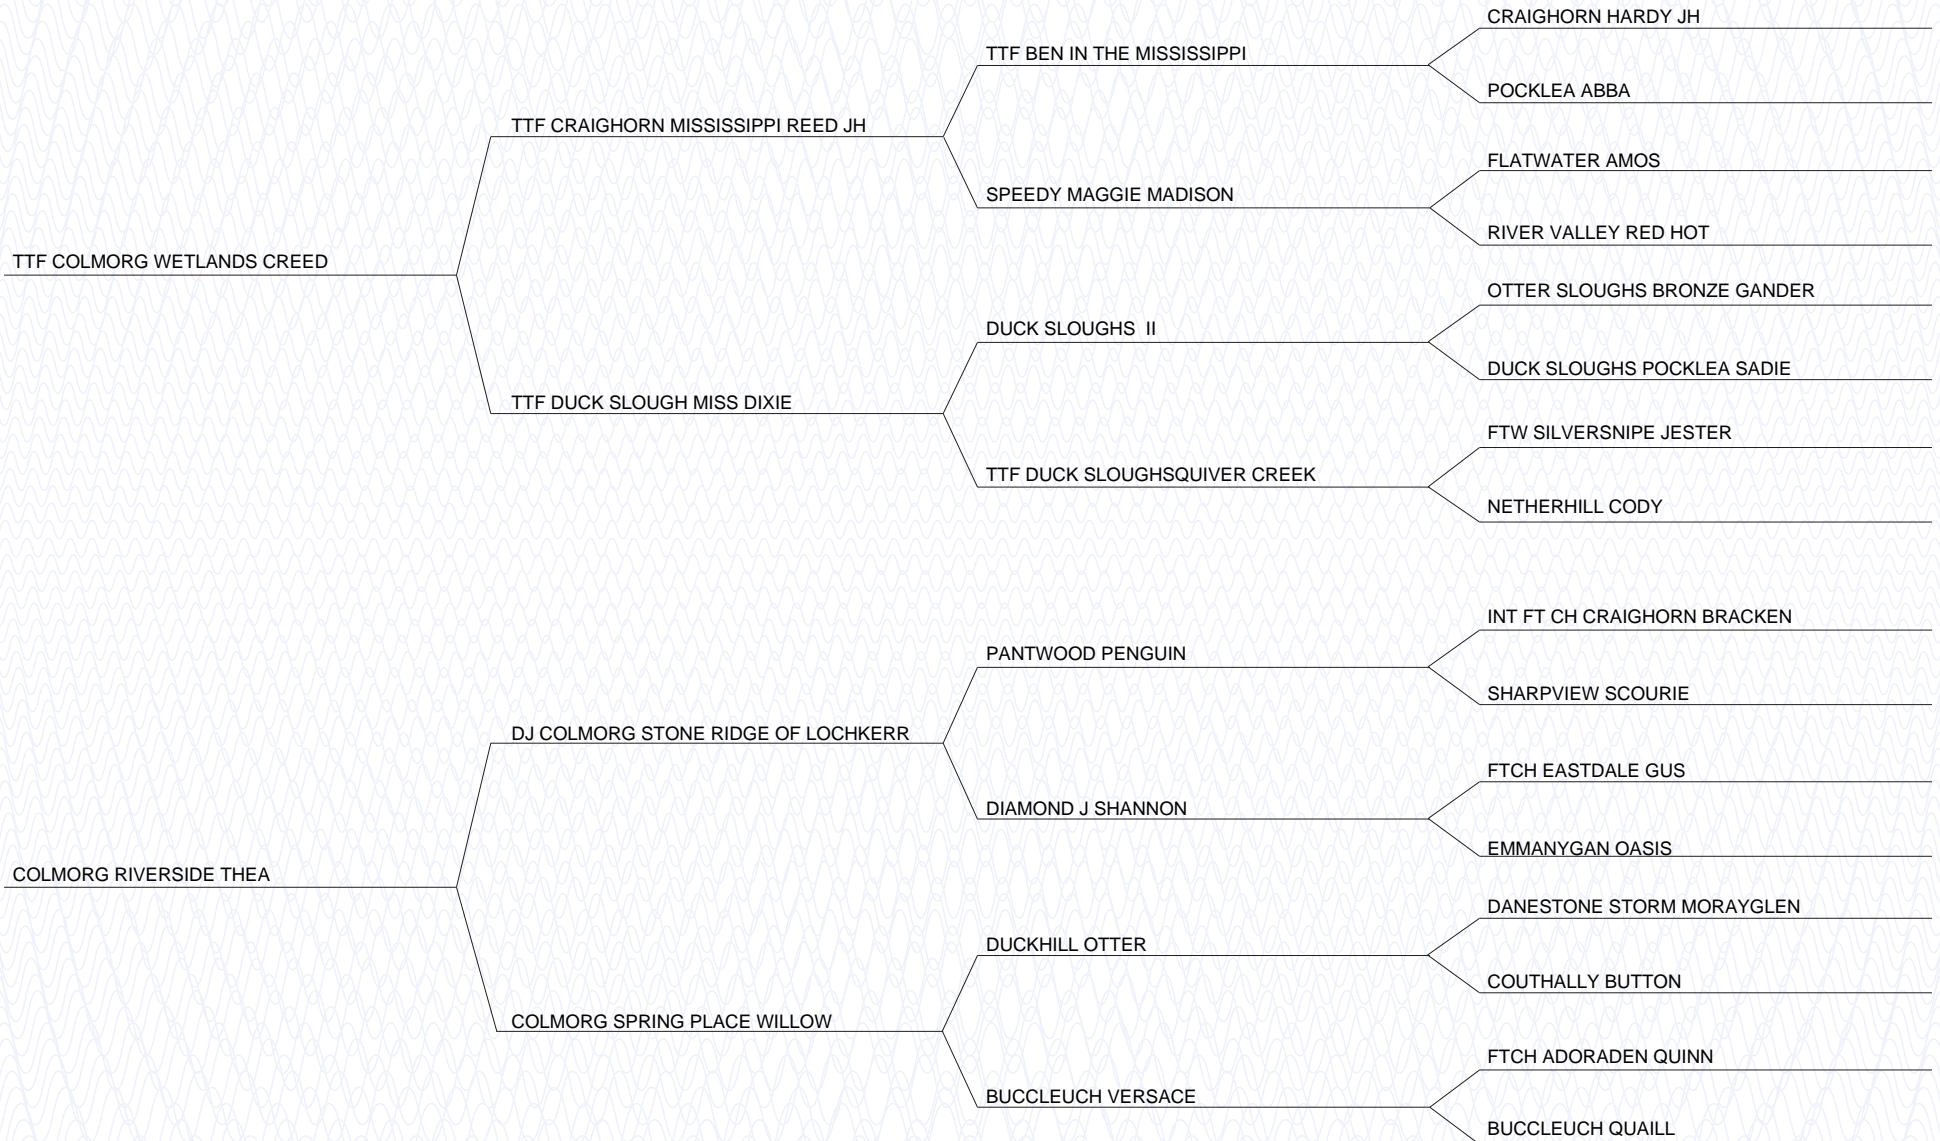 CRAIGHORN HARDY JH
TTF BEN IN THE MISSISSIPPI
POCKLEA ABBA
TTF CRAIGHORN MISSISSIPPI REED JH
FLATWATER AMOS
SPEEDY MAGGIE MADISON
RIVER VALLEY RED HOT
TTF COLMORG WETLANDS CREED
OTTER SLOUGHS BRONZE GANDER
DUCK SLOUGHS  II
DUCK SLOUGHS POCKLEA SADIE
TTF DUCK SLOUGH MISS DIXIE
FTW SILVERSNIPE JESTER
TTF DUCK SLOUGHSQUIVER CREEK
NETHERHILL CODY
INT FT CH CRAIGHORN BRACKEN
PANTWOOD PENGUIN
SHARPVIEW SCOURIE
DJ COLMORG STONE RIDGE OF LOCHKERR
FTCH EASTDALE GUS
DIAMOND J SHANNON
EMMANYGAN OASIS
COLMORG RIVERSIDE THEA
DANESTONE STORM MORAYGLEN
DUCKHILL OTTER
COUTHALLY BUTTON
COLMORG SPRING PLACE WILLOW
FTCH ADORADEN QUINN
BUCCLEUCH VERSACE
BUCCLEUCH QUAILL